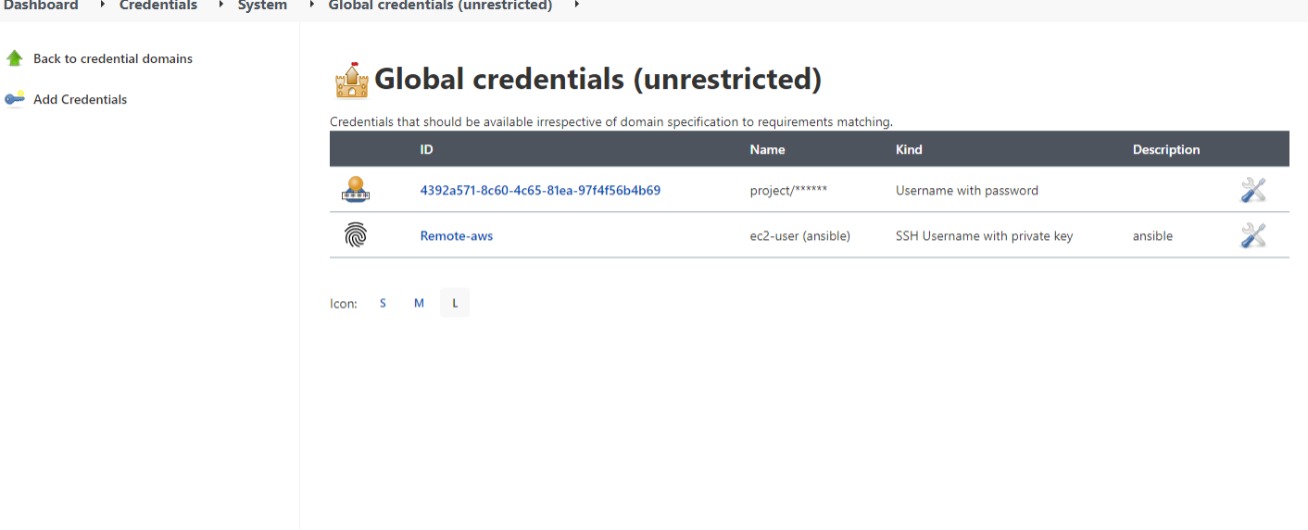 Dashboard Credentials System Global credentials (unrestricted)
Back to credential domains
Add Credentials
Global credentials (unrestricted)
Credentials that should be available irrespective of domain specification to requirements matching.
ID Name Kind Description
4392a571-8c60-4c65-81ea-97f4f56b4b69 project/****** Username with password
Remote-aws ec2-user (ansible) SSH Username with private key ansible
Icon: S M L